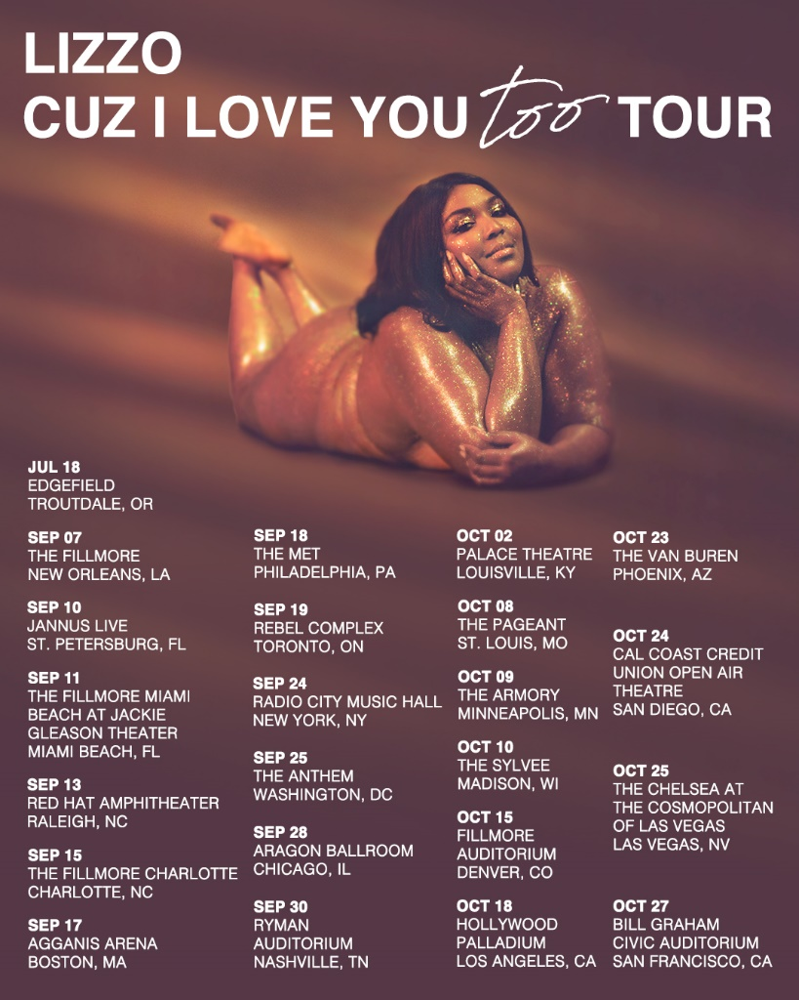 LIZZO
CUZ I LOVE YOU too TOUR
JUL 18
EDGEFIELD
TROUTDALE, OR
SEP 07
THE FILLMORE
NEW ORLEANS, LA
SEP 10
JANNUS LIVE
ST. PETERSBURG, FL
SEP 11
THE FILLMORE MIAMI
BEACH AT JACKIE
GLEASON THEATER
MIAMI BEACH, FL
SEP 13
RED HAT AMPHITHEATER
RALEIGH, NC
SEP 15
THE FILLMORE CHARLOTTE
CHARLOTTE, NC
SEP 17
AGGANIS ARENA
BOSTON, MA
SEP 18
THE MET
PHILADELPHIA, PA
SEP 19
REBEL COMPLEX
TORONTO, ON
SEP 24
RADIO CITY MUSIC HALL
NEW YORK, NY
SEP 25
THE ANTHEM
WASHINGTON, DC
SEP 28
ARAGON BALLROOM
CHICAGO, IL
SEP 30
RYMAN
AUDITORIUM
NASHVILLE, TN
OCT 02
PALACE THEATRE
LOUISVILLE, KY
OCT 08
THE PAGEANT
ST. LOUIS, MO
OCT 09
THE ARMORY
MINNEAPOLIS, MN
OCT 10
THE SYLVEE
MADISON, WI
OCT 15
FILLMORE
AUDITORIUM
DENVER, CO
OCT 18
HOLLYWOOD
PALLADIUM
LOS ANGELES, CA
OCT 23
THE VAN BUREN
PHOENIX, AZ
OCT 24
CAL COAST CREDIT
UNION OPEN AIR
THEATRE
SAN DIEGO, CA
OCT 25
THE CHELSEA AT
THE COSMOPOLITAN
OF LAS VEGAS
LAS VEGAS, NV
OCT 27
BILL GRAHAM
CIVIC AUDITORIUM
SAN FRANCISCO, CA